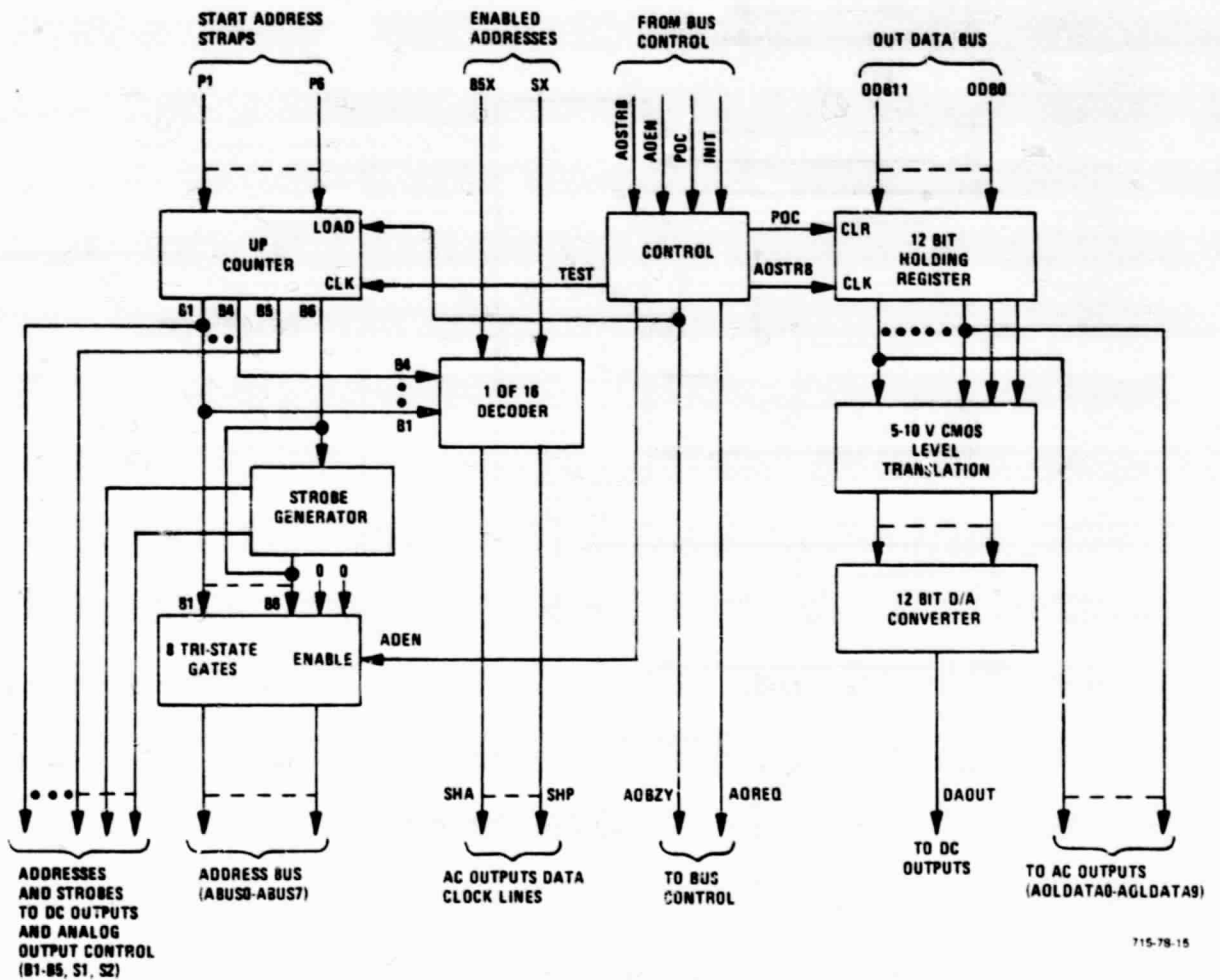 START ADDRESS
STRAPS
ENABLED
ADDRESSES
FROM BUS
CONTROL
OUT DATA BUS
P1
P6
B5X
SX
AOSTRB
AOEN
POC
INIT
ODB11
ODB0
LOAD
UP
COUNTER
CLK
TEST
CONTROL
POC
AOSTRB
CLR
12 BIT
HOLDING
REGISTER
CLK
B1
B4
B5
B6
B4
B1
1 OF 16
DECODER
5-10 V CMOS
LEVEL
TRANSLATION
STROBE
GENERATOR
0
0
B1
B6
8 TRI-STATE
GATES
ENABLE
AOEN
12 BIT D/A
CONVERTER
SHA
SHP
AOBZY
AOREQ
DAOUT
ADDRESSES
AND STROBES
TO DC OUTPUTS
AND ANALOG
OUTPUT CONTROL
(B1-B5, S1, S2)
ADDRESS BUS
(ABUS0-ABUS7)
AC OUTPUTS DATA
CLOCK LINES
TO BUS
CONTROL
TO DC
OUTPUTS
TO AC OUTPUTS
(AOLDATA0-AOLDATA9)
715-78-15